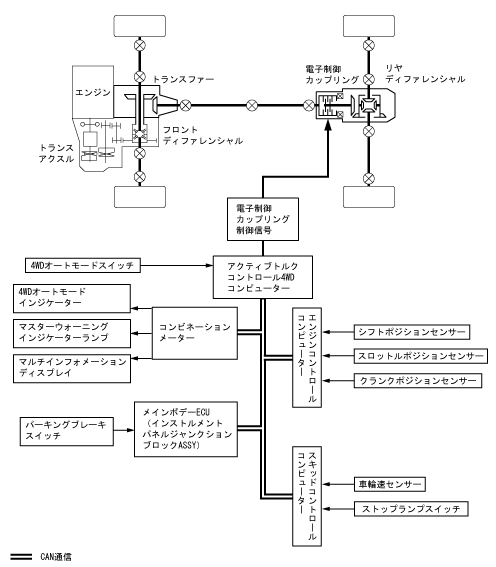 エンジン
トランスファー
電子制御
カップリング
リヤ
ディファレンシャル
フロント
ディファレンシャル
トランス
アクスル
電子制御
カップリング
制御信号
4WDオートモードスイッチ
アクティブトルク
コントロール4WD
コンピューター
4WDオートモード
インジケーター
マスターウォーニング
インジケーターランプ
マルチインフォメーション
ディスプレイ
コンビネーション
メーター
エンジンコントロール
コンピューター
シフトポジションセンサー
スロットルポジションセンサー
クランクポジションセンサー
パーキングブレーキ
スイッチ
メインボデーECU
(インストルメント
パネルジャンクション
ブロックASSY)
スキッドコントロール
コンピューター
車輪速センサー
ストップランプスイッチ
CAN通信